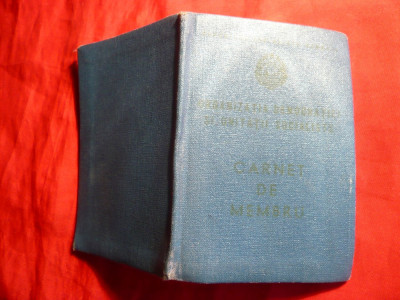 ORGANIZATIA DEMOCRATIEI
SI UNITATII SOCIALISTE
CARNET
DE
MEMBRU